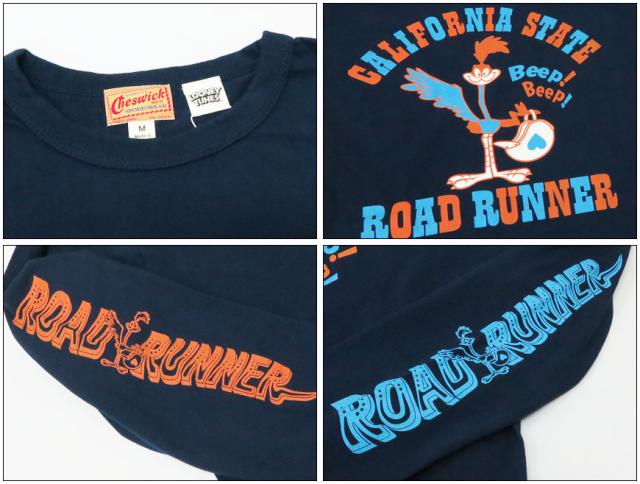 Cheswick
SPORTSWEAR
LOONEY
TUNES
M
CALIFORNIA STATE
Beep!
Beep!
ROAD RUNNER
ROAD RUNNER
ROAD RUNNER